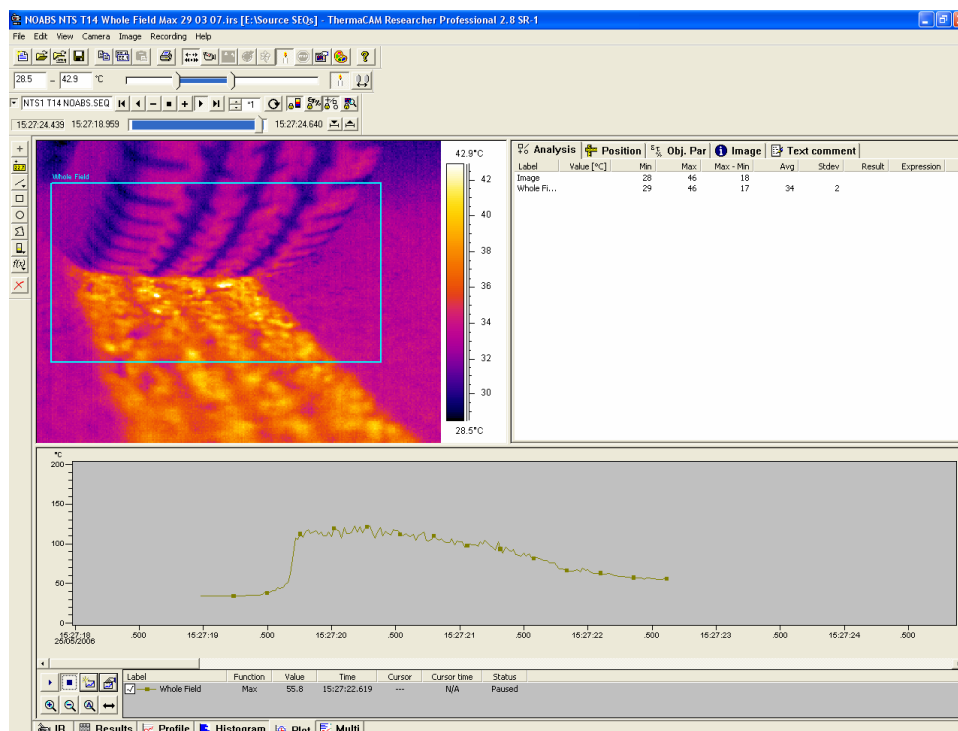 NOABS NTS T14 Whole Field Max 29 03 07.irs [E:\Source SEQs] - ThermaCAM Researcher Professional 2.8 SR-1
File Edit View Camera Image Recording Help
28.5 - 42.9 °C
NTS1 T14 NOABS.SEQ *1
15:27:24.439 15:27:18.959 15:27:24.640
Whole Field
42.9°C
42
40
38
36
34
32
30
28.5°C
Analysis Position Obj. Par Image Text comment
Label Value [°C] Min Max Max - Min Avg Stdev Result Expression
Image 28 46 18
Whole Fi... 29 46 17 34 2
f(x)
°C
200
150
100
50
0
15:27:18 .500 15:27:19 .500 15:27:20 .500 15:27:21 .500 15:27:22 .500 15:27:23 .500 15:27:24 .500
25/05/2006
Label Function Value Time Cursor Cursor time Status
Whole Field Max 55.8 15:27:22.619 --- N/A Paused
IR Results Profile Histogram Plot Multi